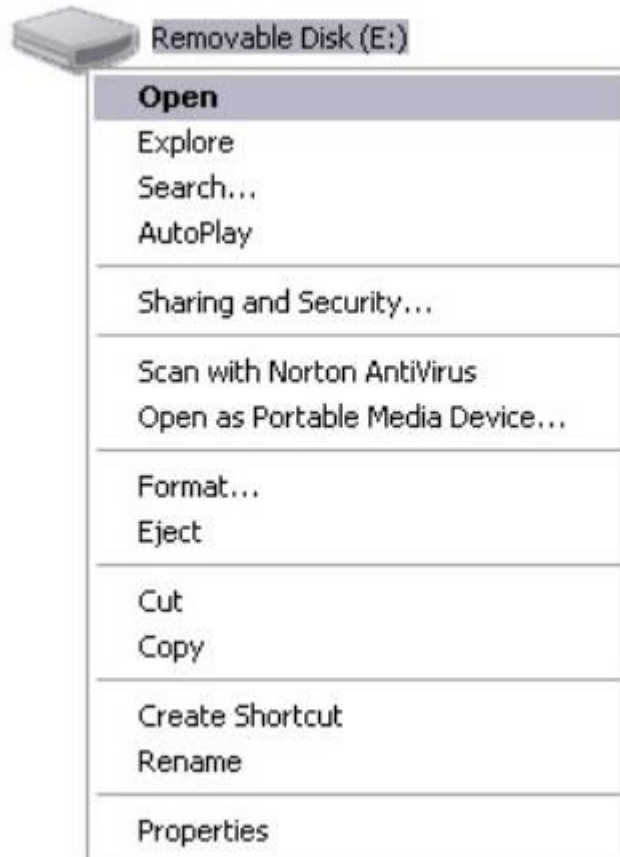 Removable Disk (E:)
Open
Explore
Search...
AutoPlay
Sharing and Security...
Scan with Norton AntiVirus
Open as Portable Media Device...
Format...
Eject
Cut
Copy
Create Shortcut
Rename
Properties